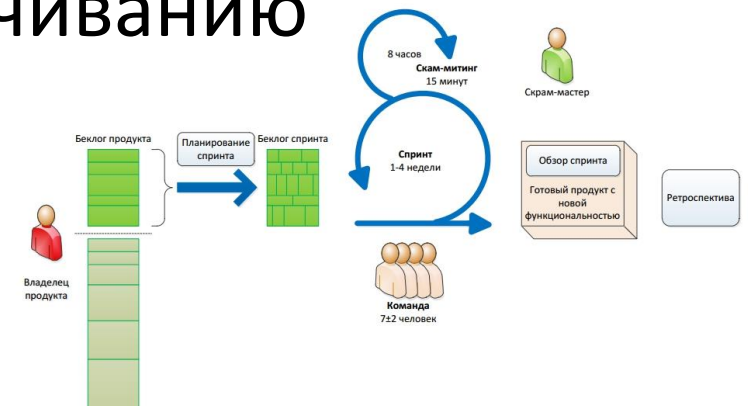 чиванию
8 часов
Скам-митинг
15 минут
Скрам-мастер
Беклог продукта
Планирование
спринта
Беклог спринта
Спринт
1-4 недели
Обзор спринта
Готовый продукт с
новой
функциональностью
Ретроспектива
Владелец
продукта
Команда
7±2 человек